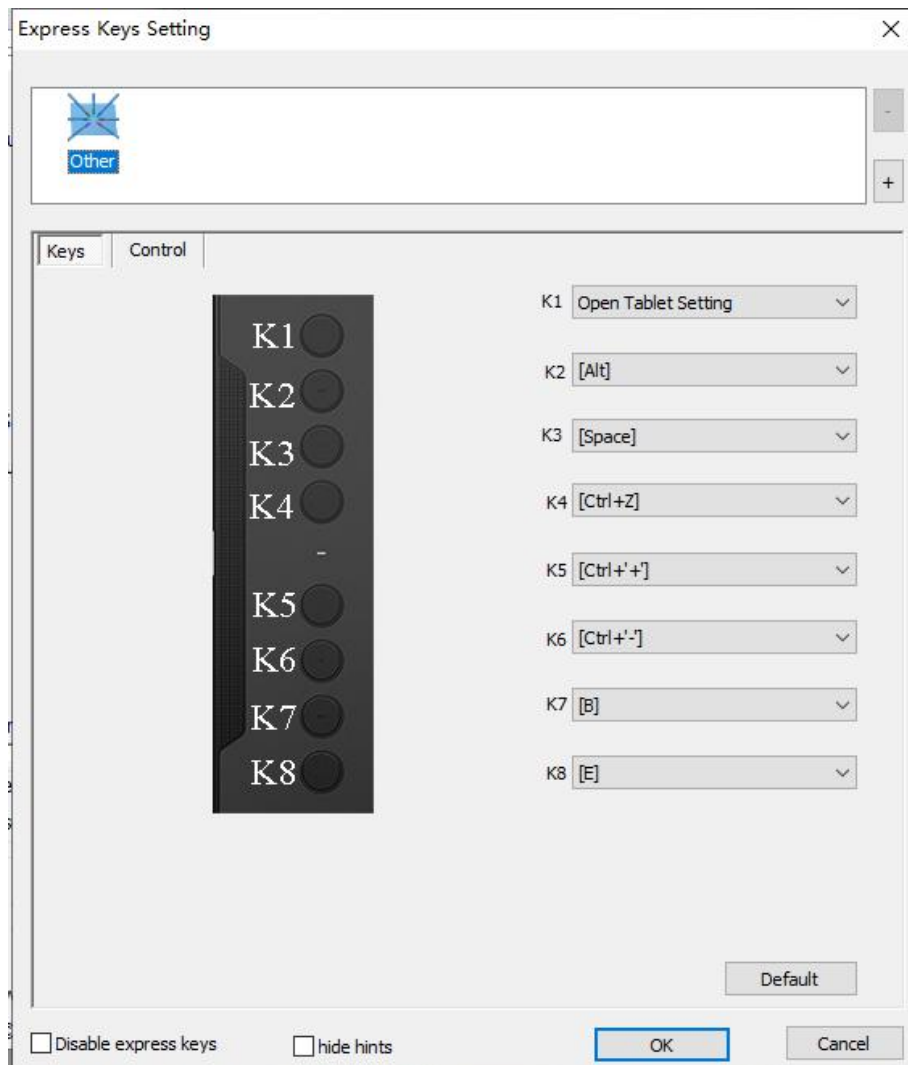 Express Keys Setting
Other
-
+
Keys
Control
K1
K2
K3
K4
K5
K6
K7
K8
K1 Open Tablet Setting
K2 [Alt]
K3 [Space]
K4 [Ctrl+Z]
K5 [Ctrl+'+']
K6 [Ctrl+'-']
K7 [B]
K8 [E]
Default
Disable express keys
hide hints
OK
Cancel